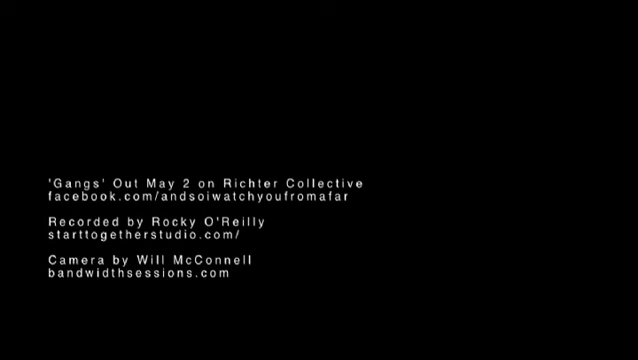 'Gangs' Out May 2 on Richter Collective
facebook.com/andsoiwatchyoufromafar
Recorded by Rocky O'Reilly
starttogetherstudio.com/
Camera by Will McConnell
bandwidthsessions.com